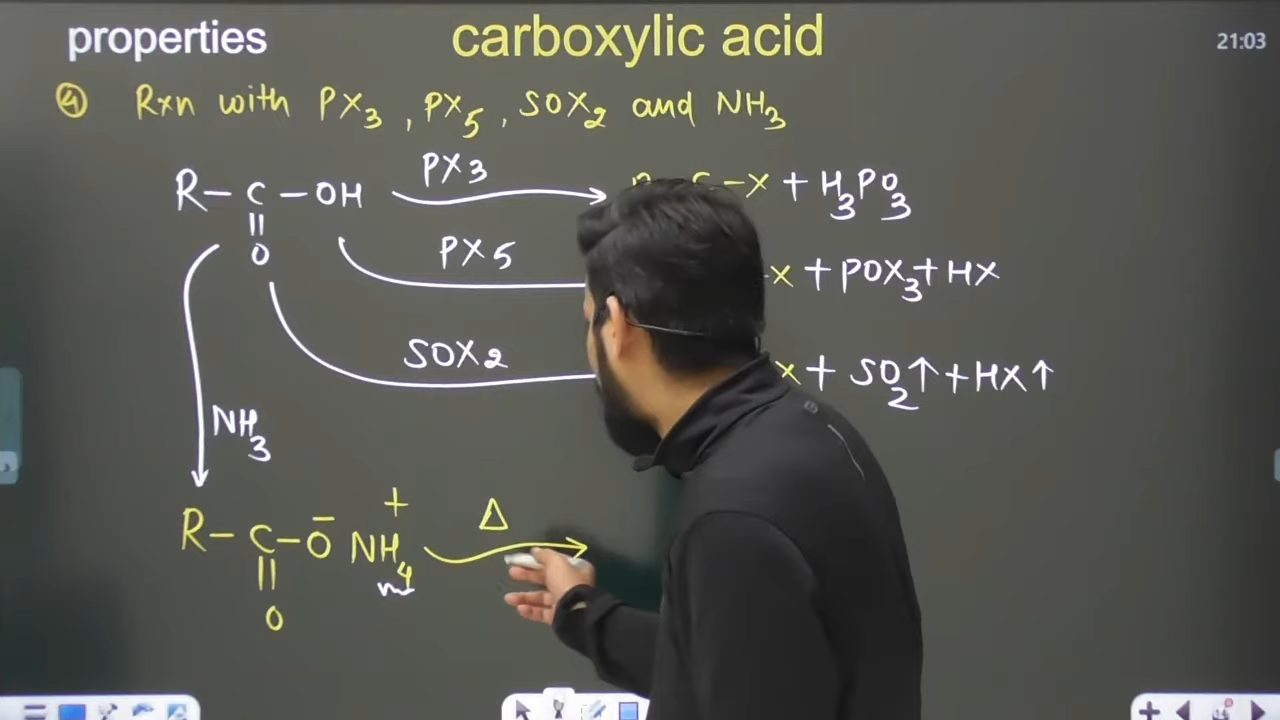 properties
carboxylic acid
21:03
④ Rxn with PX3, PX5, SOX2 and NH3
R–C–OH PX3 –X + H3PO3
||
O
PX5 –X + POX3 + HX
SOX2 X + SO2↑ + HX↑
NH3
R–C–O⁻ NH4⁺ Δ
||
O